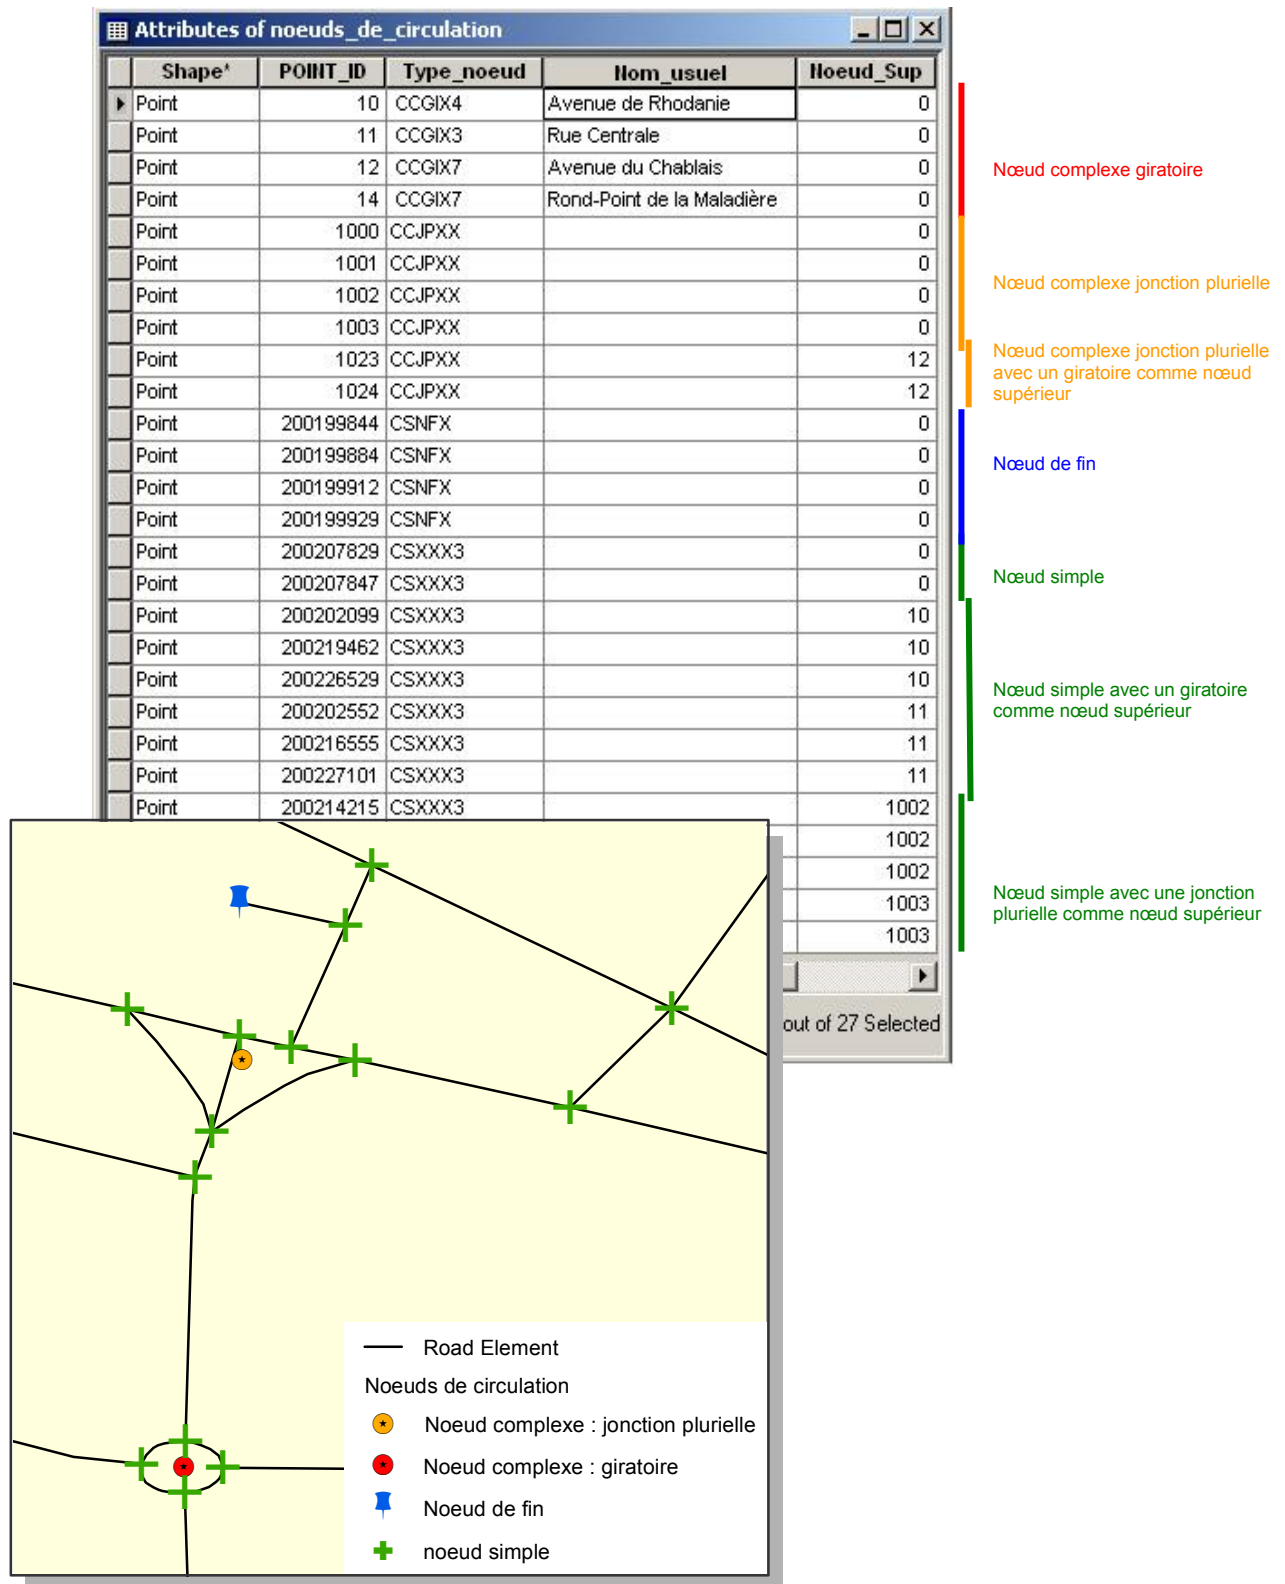 Attributes of noeuds_de_circulation
Shape* POINT_ID Type_noeud Nom_usuel Noeud_Sup
Point 10 CCGIX4 Avenue de Rhodanie 0
Point 11 CCGIX3 Rue Centrale 0
Point 12 CCGIX7 Avenue du Chablais 0
Point 14 CCGIX7 Rond-Point de la Maladière 0
Point 1000 CCJPXX 0
Point 1001 CCJPXX 0
Point 1002 CCJPXX 0
Point 1003 CCJPXX 0
Point 1023 CCJPXX 12
Point 1024 CCJPXX 12
Point 200199844 CSNFX 0
Point 200199884 CSNFX 0
Point 200199912 CSNFX 0
Point 200199929 CSNFX 0
Point 200207829 CSXXX3 0
Point 200207847 CSXXX3 0
Point 200202099 CSXXX3 10
Point 200219462 CSXXX3 10
Point 200226529 CSXXX3 10
Point 200202552 CSXXX3 11
Point 200216555 CSXXX3 11
Point 200227101 CSXXX3 11
Point 200214215 CSXXX3 1002
1002
1002
1003
1003
out of 27 Selected
Nœud complexe giratoire
Nœud complexe jonction plurielle
Nœud complexe jonction plurielle
avec un giratoire comme nœud
supérieur
Nœud de fin
Nœud simple
Nœud simple avec un giratoire
comme nœud supérieur
Nœud simple avec une jonction
plurielle comme nœud supérieur
Road Element
Noeuds de circulation
Noeud complexe : jonction plurielle
Noeud complexe : giratoire
Noeud de fin
noeud simple